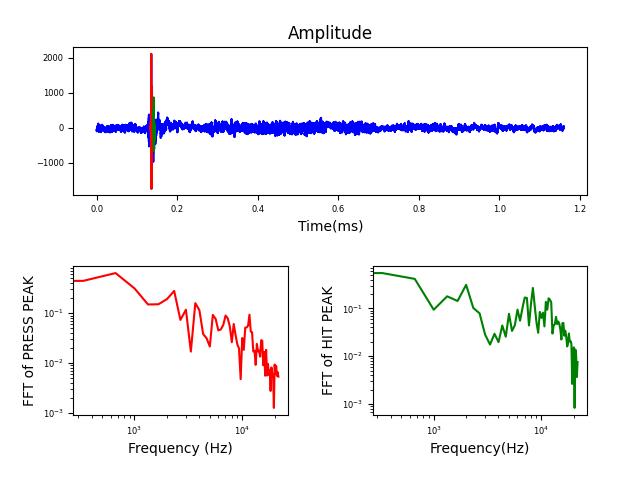 Amplitude
2000
1000
0
−1000
0.0 0.2 0.4 0.6 0.8 1.0 1.2
Time(ms)
FFT of PRESS PEAK
10⁻¹
10⁻²
10⁻³
10³ 10⁴
Frequency (Hz)
FFT of HIT PEAK
10⁻¹
10⁻²
10⁻³
10³ 10⁴
Frequency(Hz)